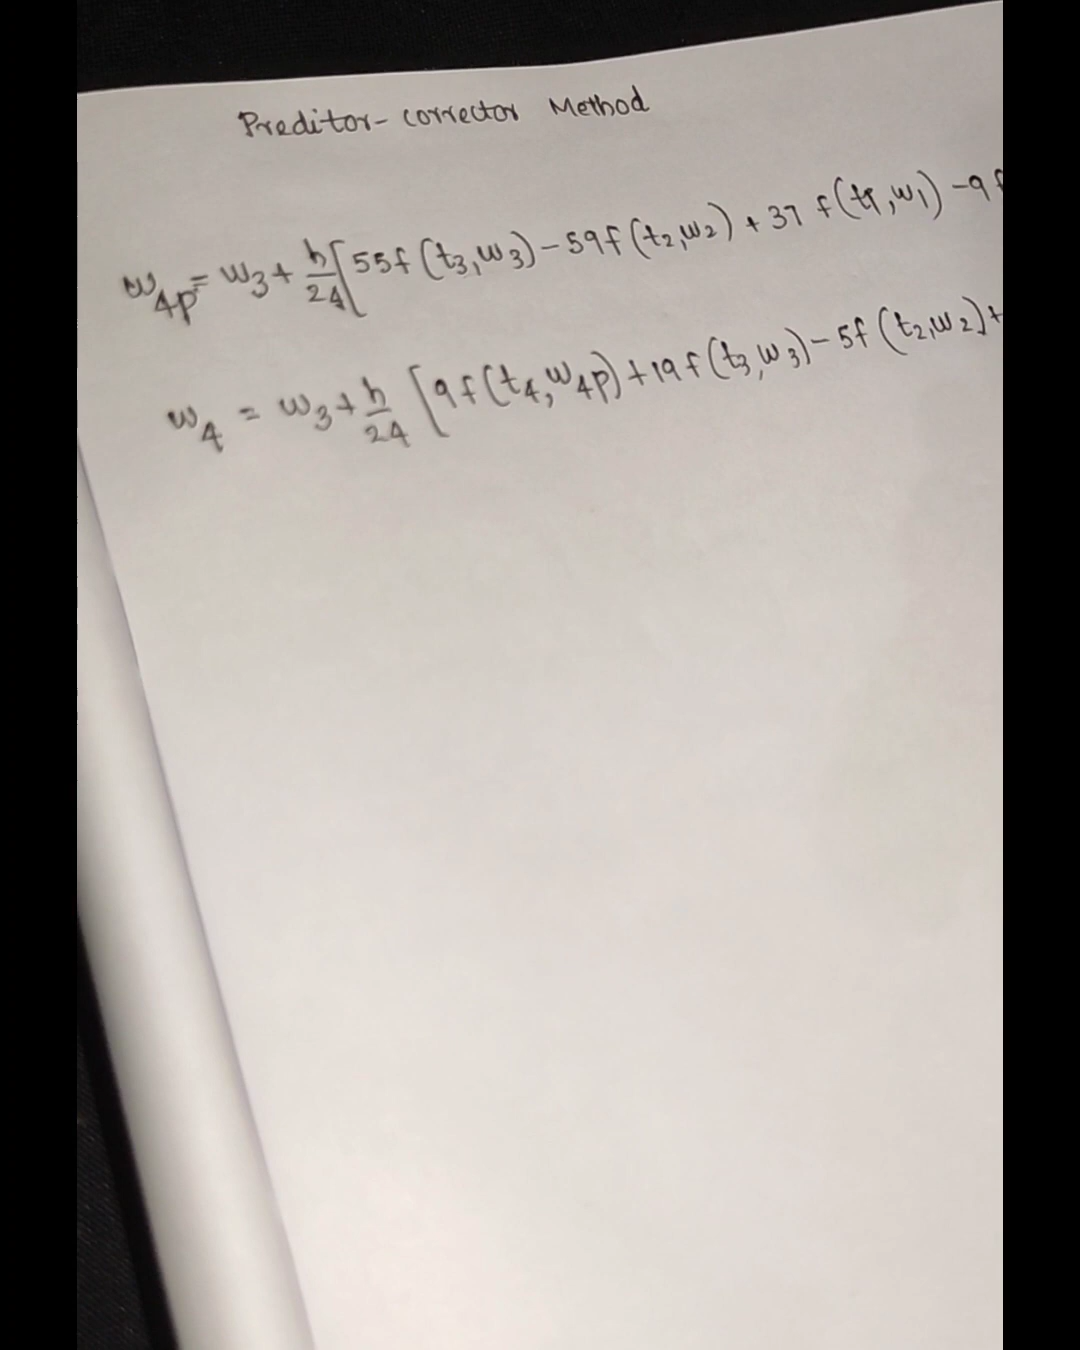 Preditor-corrector Method
w₄p = w₃ + h/24 [55f(t₃,w₃) - 59f(t₂,w₂) + 37 f(t₁,w₁) - 9 f
w₄ = w₃ + h/24 [9f(t₄,w₄p) + 19f(t₃,w₃) - 5f(t₂,w₂) +